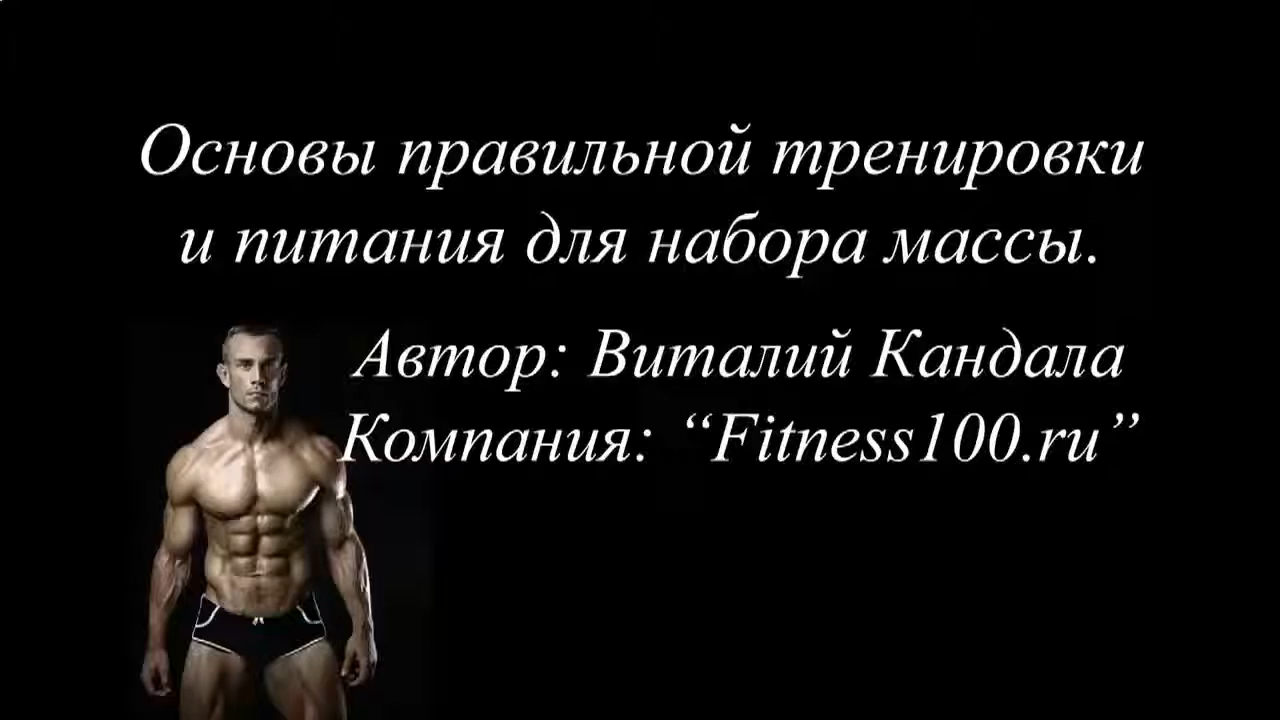 Основы правильной тренировки
и питания для набора массы.
Автор: Виталий Кандала
Компания: “Fitness100.ru”